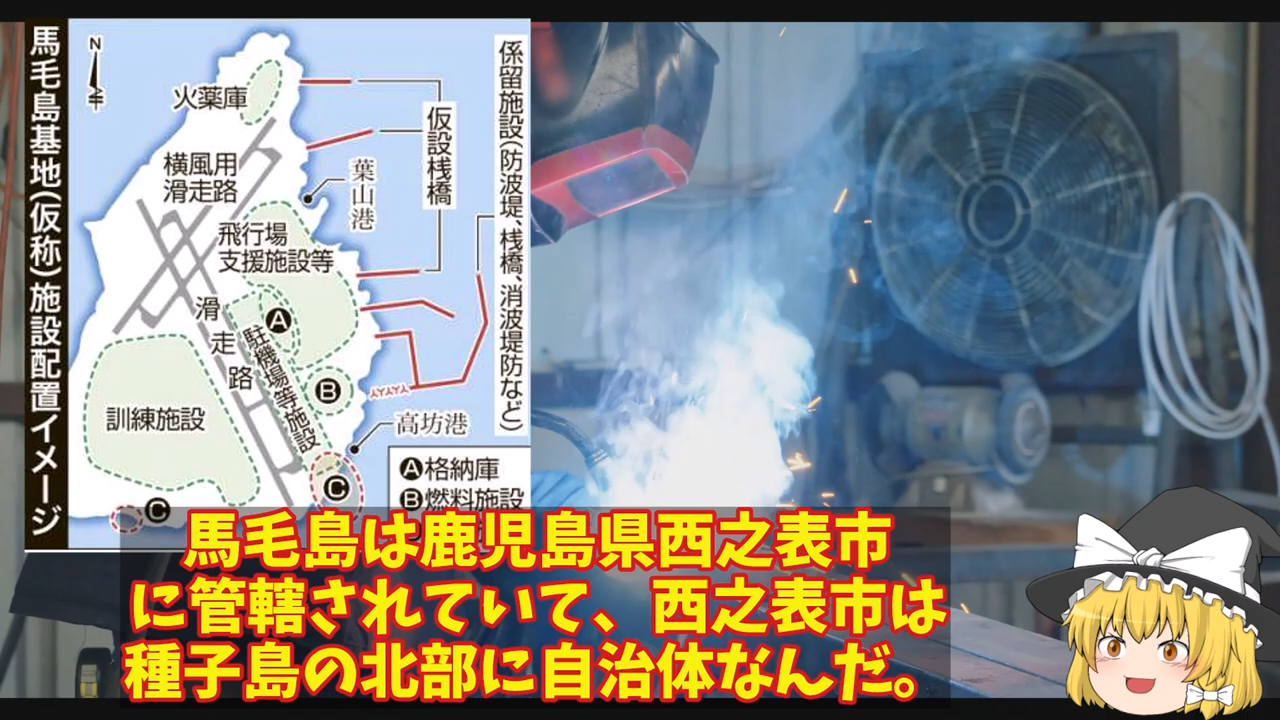 馬毛島基地(仮称)施設配置イメージ
N
火薬庫
横風用
滑走路
仮設桟橋
葉山港
係留施設(防波堤、桟橋、消波堤防など)
飛行場
支援施設等
滑走路
A
駐機場等施設
B
訓練施設
高坊港
C
C
A格納庫
B燃料施設
馬毛島は鹿児島県西之表市
に管轄されていて、西之表市は
種子島の北部に自治体なんだ。